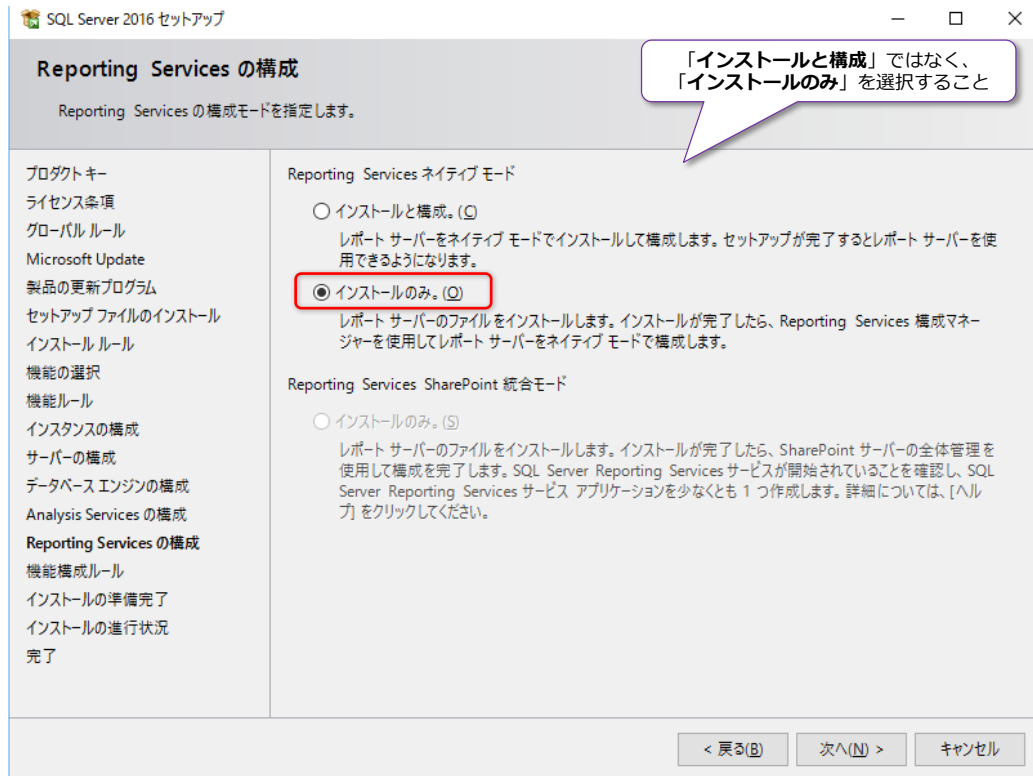 SQL Server 2016 セットアップ
Reporting Services の構成
Reporting Services の構成モードを指定します。
「インストールと構成」ではなく、
「インストールのみ」を選択すること
プロダクト キー
ライセンス条項
グローバル ルール
Microsoft Update
製品の更新プログラム
セットアップ ファイルのインストール
インストール ルール
機能の選択
機能ルール
インスタンスの構成
サーバーの構成
データベース エンジンの構成
Analysis Services の構成
Reporting Services の構成
機能構成ルール
インストールの準備完了
インストールの進行状況
完了
Reporting Services ネイティブ モード
インストールと構成。(C)
レポート サーバーをネイティブ モードでインストールして構成します。セットアップが完了するとレポート サーバーを使
用できるようになります。
インストールのみ。(O)
レポート サーバーのファイルをインストールします。インストールが完了したら、Reporting Services 構成マネー
ジャーを使用してレポート サーバーをネイティブ モードで構成します。
Reporting Services SharePoint 統合モード
インストールのみ。(S)
レポート サーバーのファイルをインストールします。インストールが完了したら、SharePoint サーバーの全体管理を
使用して構成を完了します。SQL Server Reporting Services サービスが開始されていることを確認し、SQL
Server Reporting Services サービス アプリケーションを少なくとも 1 つ作成します。詳細については、[ヘル
プ] をクリックしてください。
< 戻る(B)
次へ(N) >
キャンセル